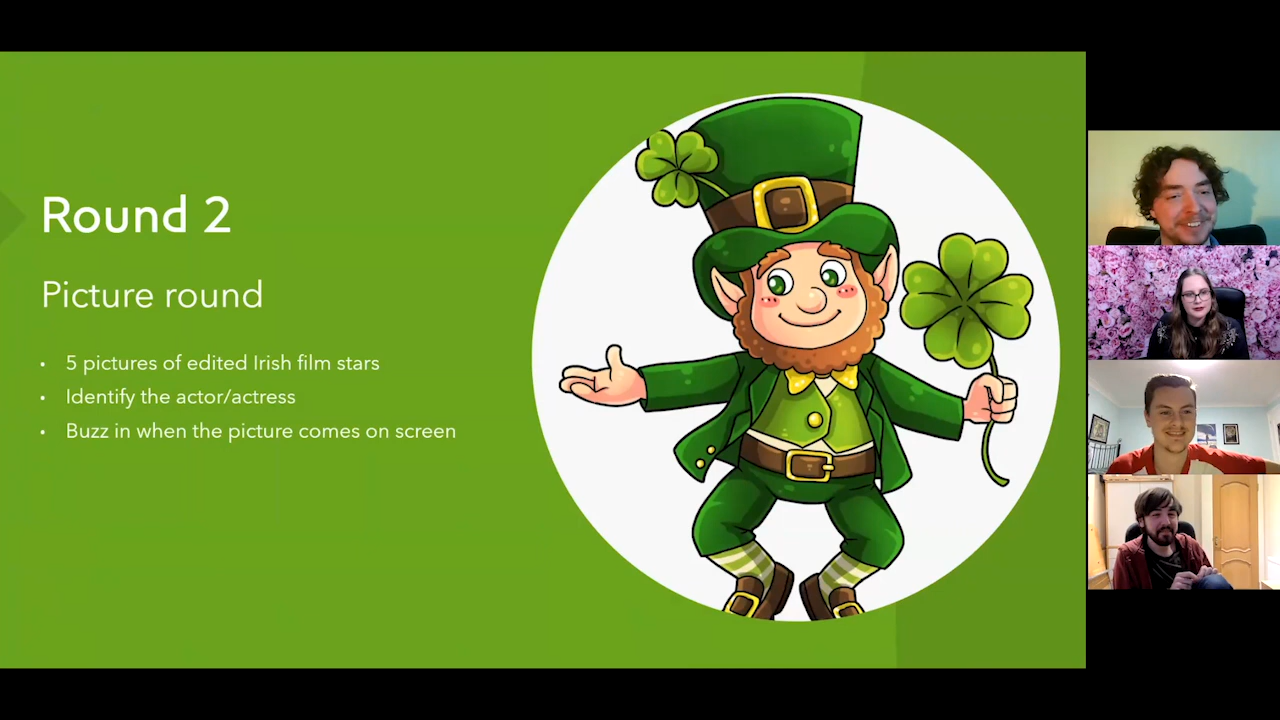 Round 2
Picture round
• 5 pictures of edited Irish film stars
• Identify the actor/actress
• Buzz in when the picture comes on screen